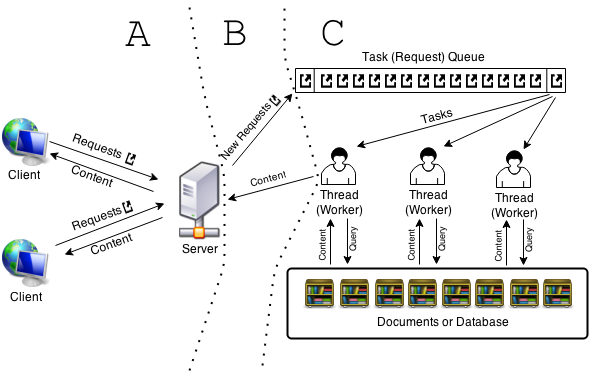 A B C
Task (Request) Queue
New Requests
Tasks
Requests
Content
Client
Content
Thread
(Worker)
Thread
(Worker)
Thread
(Worker)
Requests
Content
Server
Client
Content
Query
Content
Query
Content
Query
Documents or Database